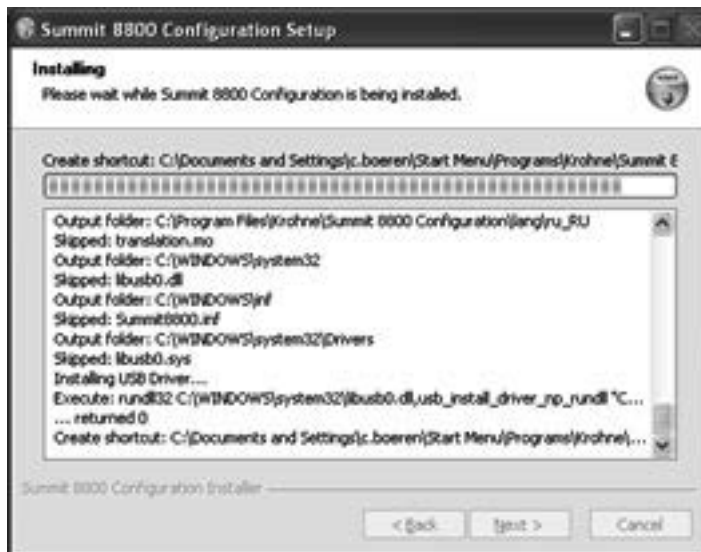 Summit 8800 Configuration Setup
Installing
Please wait while Summit 8800 Configuration is being installed.
Create shortcut: C:\Documents and Settings\c.boeren\Start Menu\Programs\Krohne\Summit 8
Output folder: C:\Program Files\Krohne\Summit 8800 Configuration\lang\ru_RU
Skipped: translation.mo
Output folder: C:\WINDOWS\system32
Skipped: libusb0.dll
Output folder: C:\WINDOWS\inf
Skipped: Summit8800.inf
Output folder: C:\WINDOWS\system32\Drivers
Skipped: libusb0.sys
Installing USB Driver....
Execute: rundll32 C:\WINDOWS\system32\libusb0.dll,usb_install_driver_np_rundll "C...
... returned 0
Create shortcut: C:\Documents and Settings\c.boeren\Start Menu\Programs\Krohne\...
Summit 8800 Configuration Installer
< Back Next > Cancel